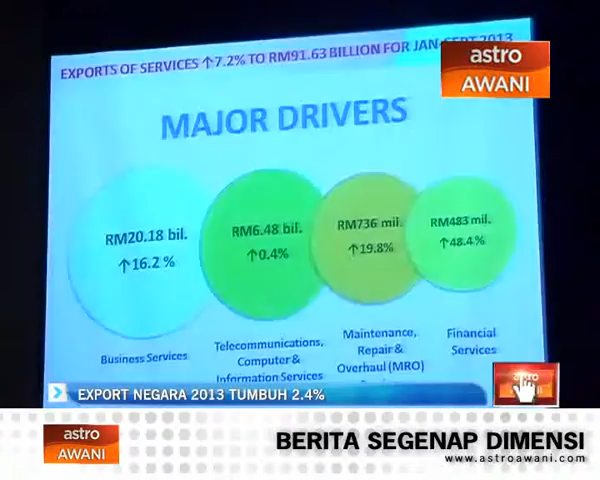 EXPORTS OF SERVICES ↑7.2% TO RM91.63 BILLION FOR JAN-SEPT 2013
astro
AWANI
MAJOR DRIVERS
RM20.18 bil.
↑16.2 %
RM6.48 bil.
↑0.4%
RM736 mil.
↑19.8%
RM483 mil.
↑48.4%
Business Services
Telecommunications,
Computer &
Information Services
Maintenance,
Repair &
Overhaul (MRO)
Financial
Services
EXPORT NEGARA 2013 TUMBUH 2.4%
astro
AWANI
BERITA SEGENAP DIMENSI
www.astroawani.com